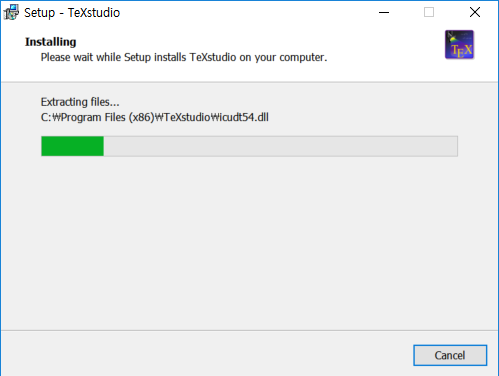 Setup - TeXstudio
Installing
Please wait while Setup installs TeXstudio on your computer.
TEX
Extracting files...
C:₩Program Files (x86)₩TeXstudio₩icudt54.dll
Cancel